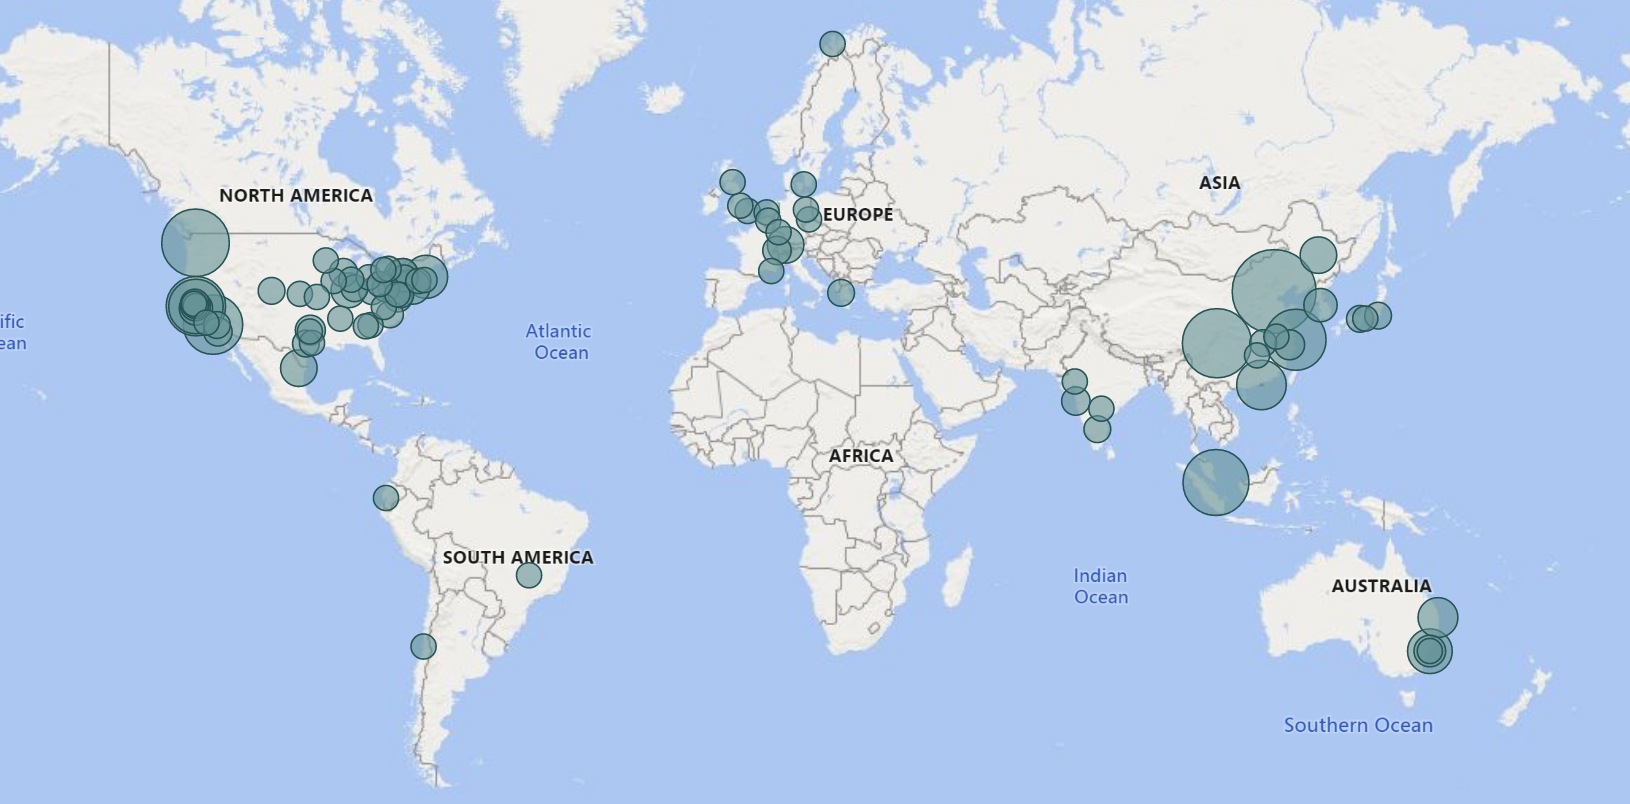 NORTH AMERICA
ASIA
EUROPE
ific
ean
Atlantic
Ocean
AFRICA
SOUTH AMERICA
Indian
Ocean
AUSTRALIA
Southern Ocean